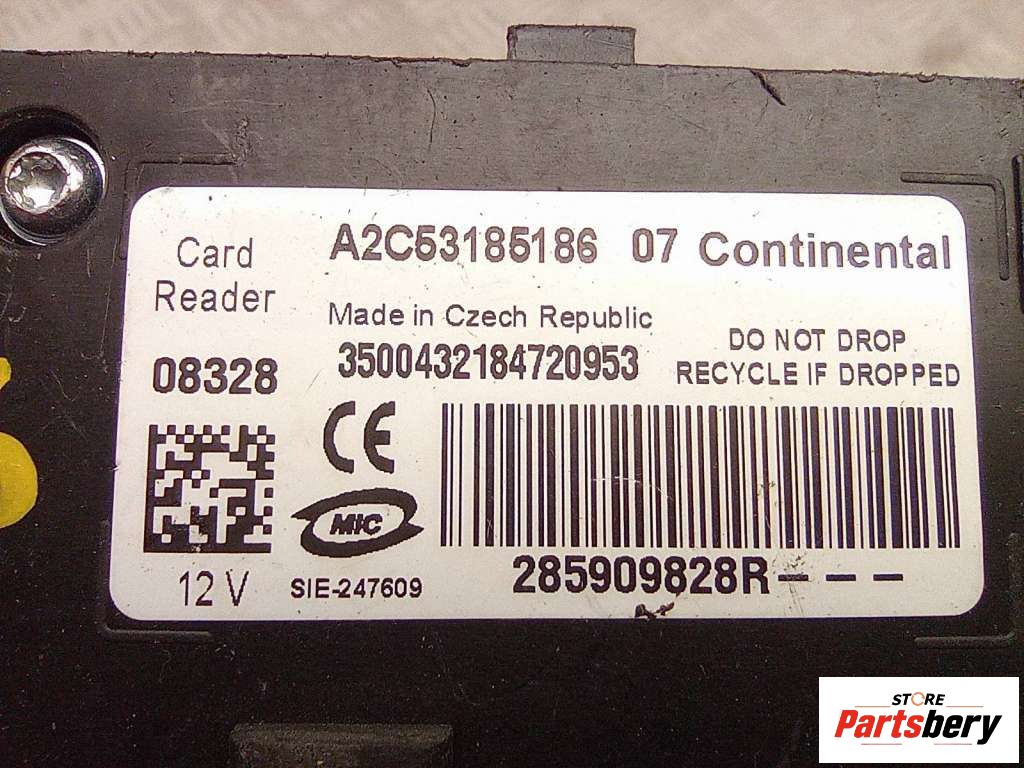 Card
Reader
08328
12 V
A2C53185186 07 Continental
Made in Czech Republic
3500432184720953
DO NOT DROP
RECYCLE IF DROPPED
CE
MIC
SIE-247609
285909828R---
STORE
Partsbery